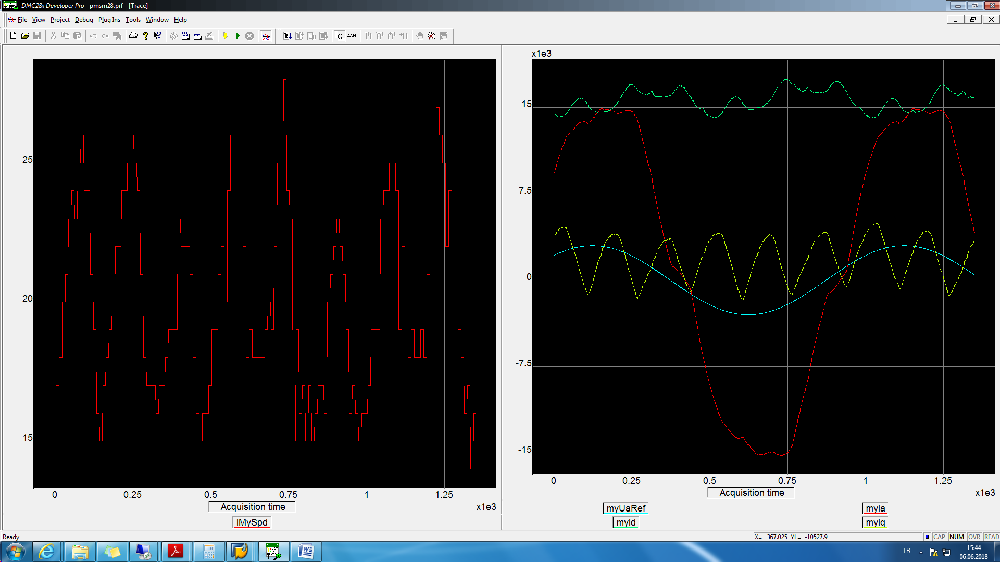 DMC28x Developer Pro - pmsm28.prf - [Trace]
File View Project Debug Plug Ins Tools Window Help
C ASM
25
20
15
0 0.25 0.5 0.75 1 1.25
Acquisition time x1e3
iMySpd
x1e3
15
7.5
0
-7.5
-15
0 0.25 0.5 0.75 1 1.25
Acquisition time x1e3
myUaRef myIa
myId myIq
Ready X= 367.025 YL= -10527.9 CAP NUM OVR READ
TR 15:44
06.06.2018